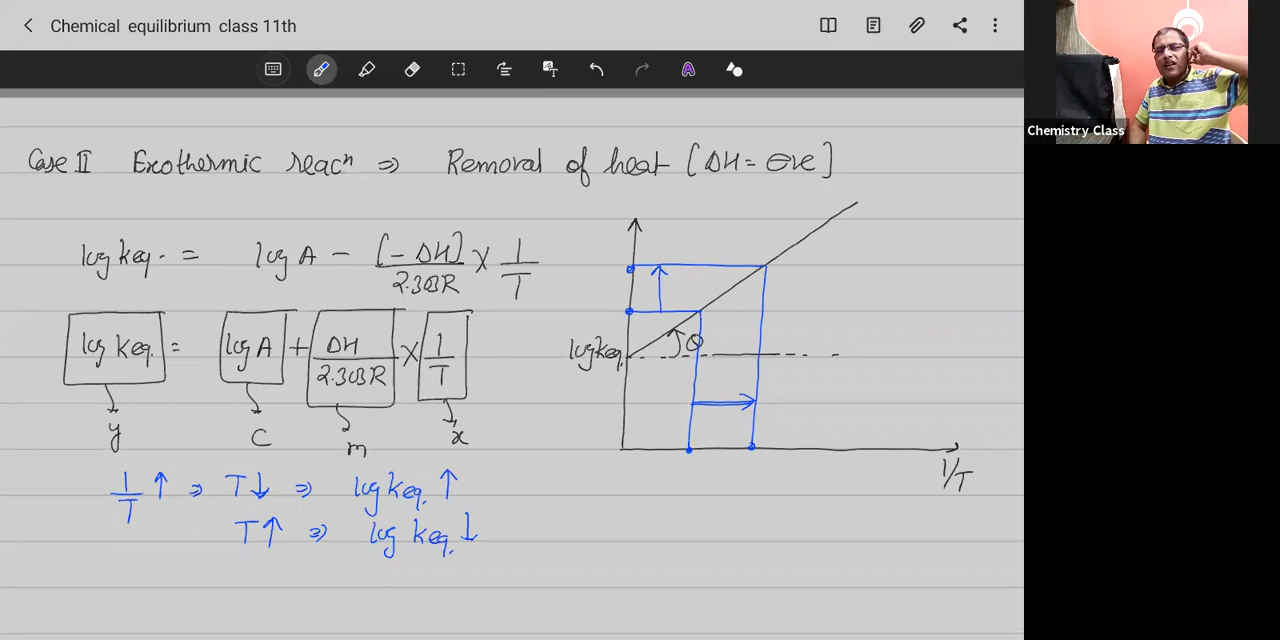 Chemical equilibrium class 11th
Chemistry Class
Case II Exothermic reacⁿ ⇒ Removal of heat [ΔH = ⊖ve]
log Keq. = log A - [-ΔH]/2.303R × 1/T
log Keq. = log A + ΔH/2.303R × 1/T
y c m x
1/T ↑ ⇒ T↓ ⇒ log Keq. ↑
T↑ ⇒ log Keq. ↓
log Keq.
θ
1/T